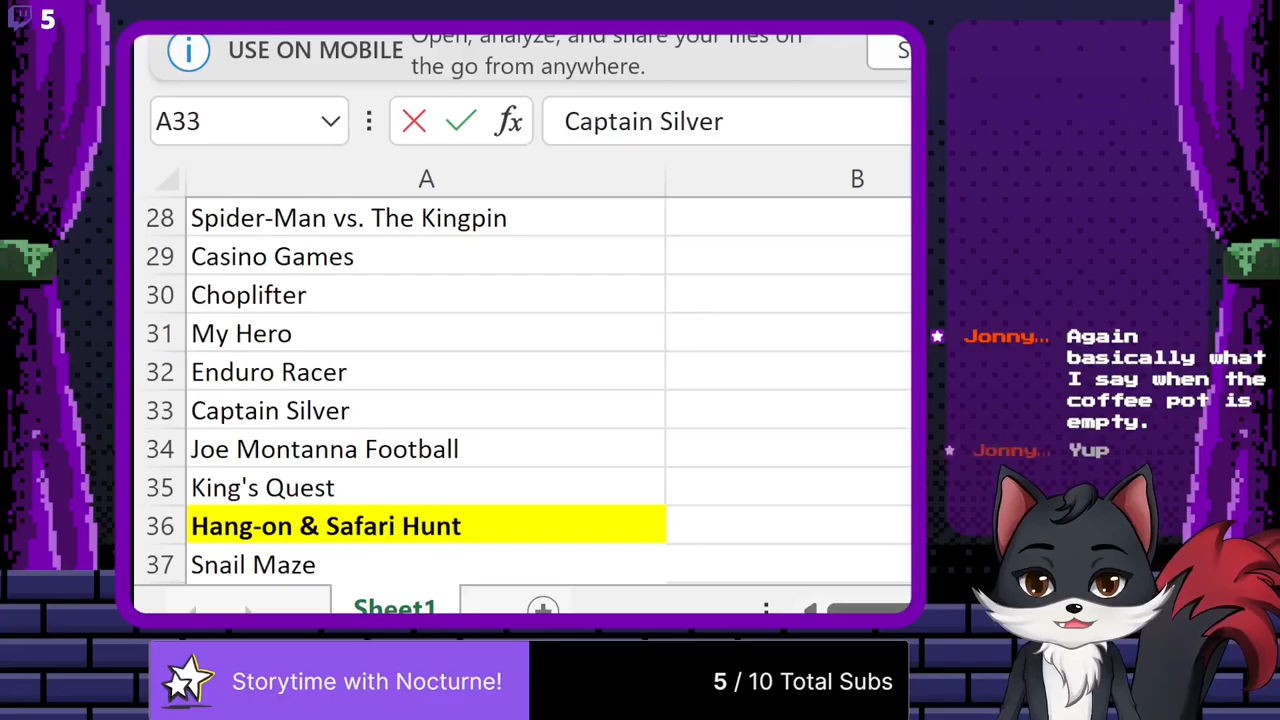 5
USE ON MOBILE
Open, analyze, and share your files on
the go from anywhere.
S
A33
fx
Captain Silver
A
B
28 Spider-Man vs. The Kingpin
29 Casino Games
30 Choplifter
31 My Hero
32 Enduro Racer
33 Captain Silver
34 Joe Montanna Football
35 King's Quest
36 Hang-on & Safari Hunt
37 Snail Maze
Sheet1
Jonny... Again
basically what
I say when the
coffee pot is
empty.
Jonny... Yup
Storytime with Nocturne!
5 / 10 Total Subs